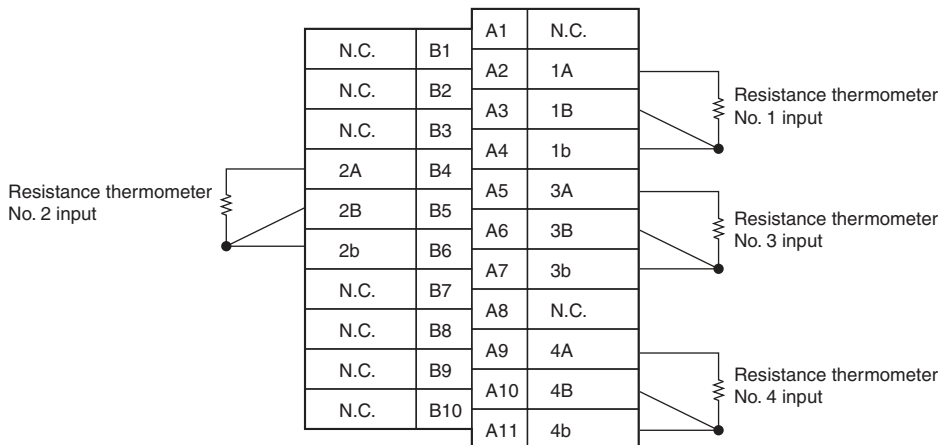 A1 N.C.
N.C. B1
A2 1A
N.C. B2
A3 1B
Resistance thermometer
No. 1 input
N.C. B3
A4 1b
2A B4
A5 3A
Resistance thermometer
No. 2 input
2B B5
A6 3B
Resistance thermometer
No. 3 input
2b B6
A7 3b
N.C. B7
A8 N.C.
N.C. B8
A9 4A
N.C. B9
A10 4B
Resistance thermometer
No. 4 input
N.C. B10
A11 4b